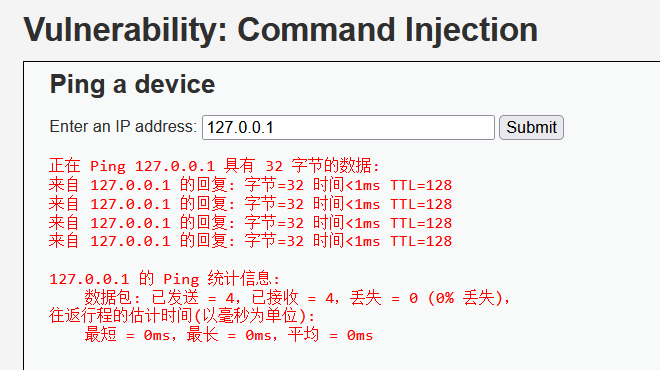 Vulnerability: Command Injection
Ping a device
Enter an IP address: 127.0.0.1 Submit
正在 Ping 127.0.0.1 具有 32 字节的数据:
来自 127.0.0.1 的回复: 字节=32 时间<1ms TTL=128
来自 127.0.0.1 的回复: 字节=32 时间<1ms TTL=128
来自 127.0.0.1 的回复: 字节=32 时间<1ms TTL=128
来自 127.0.0.1 的回复: 字节=32 时间<1ms TTL=128
127.0.0.1 的 Ping 统计信息:
数据包: 已发送 = 4，已接收 = 4，丢失 = 0 (0% 丢失)，
往返行程的估计时间(以毫秒为单位):
最短 = 0ms，最长 = 0ms，平均 = 0ms